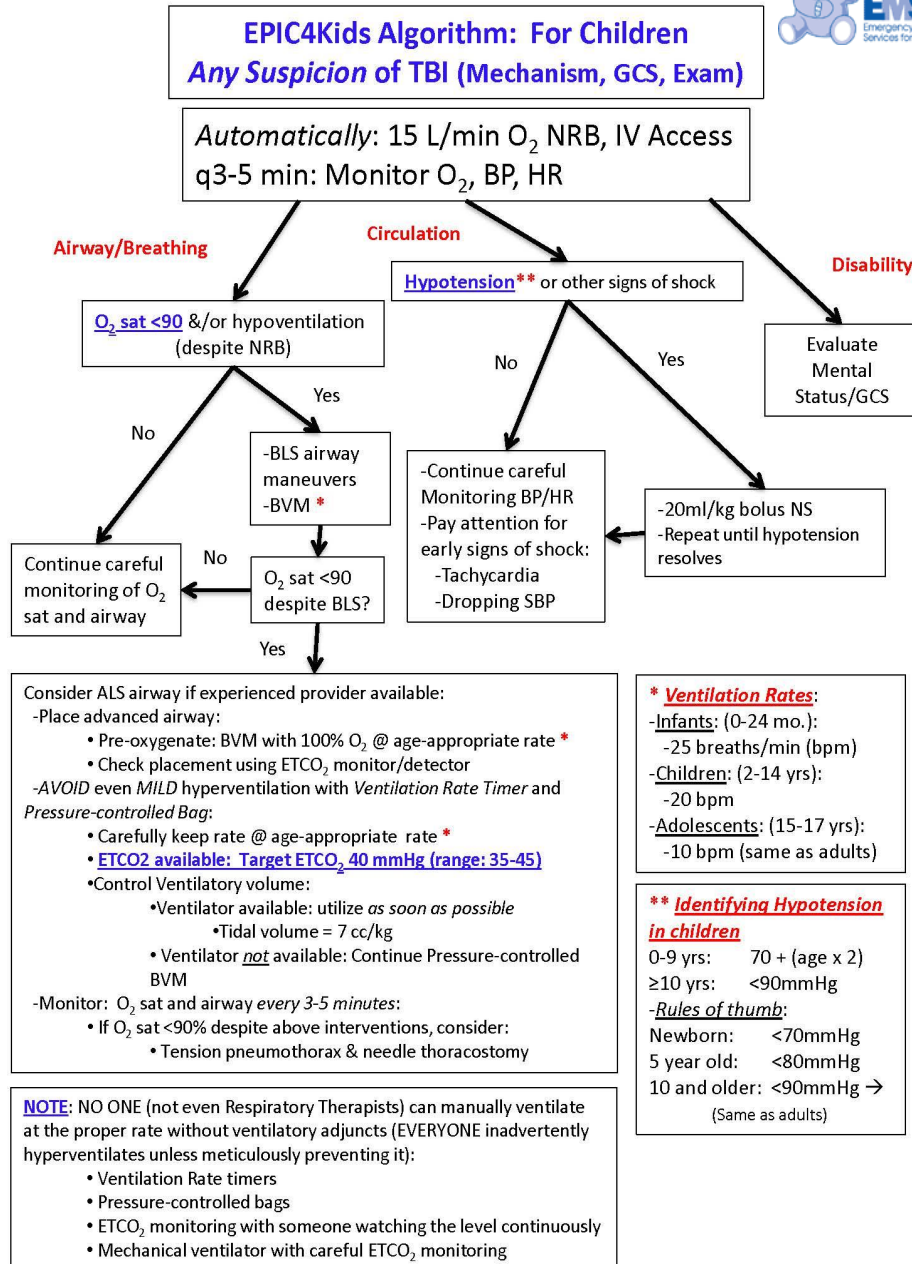 EMS
Emergency
Services for
EPIC4Kids Algorithm: For Children
Any Suspicion of TBI (Mechanism, GCS, Exam)
Automatically: 15 L/min O₂ NRB, IV Access
q3-5 min: Monitor O₂, BP, HR
Airway/Breathing
Circulation
Disability
O₂ sat <90 &/or hypoventilation
(despite NRB)
Hypotension** or other signs of shock
Evaluate
Mental
Status/GCS
No
Yes
No
Yes
-BLS airway
maneuvers
-BVM *
-Continue careful
Monitoring BP/HR
-Pay attention for
early signs of shock:
-Tachycardia
-Dropping SBP
-20ml/kg bolus NS
-Repeat until hypotension
resolves
Continue careful
monitoring of O₂
sat and airway
No
O₂ sat <90
despite BLS?
Yes
Consider ALS airway if experienced provider available:
-Place advanced airway:
• Pre-oxygenate: BVM with 100% O₂ @ age-appropriate rate *
• Check placement using ETCO₂ monitor/detector
-AVOID even MILD hyperventilation with Ventilation Rate Timer and
Pressure-controlled Bag:
• Carefully keep rate @ age-appropriate rate *
• ETCO2 available: Target ETCO₂ 40 mmHg (range: 35-45)
•Control Ventilatory volume:
•Ventilator available: utilize as soon as possible
•Tidal volume = 7 cc/kg
• Ventilator not available: Continue Pressure-controlled
BVM
-Monitor: O₂ sat and airway every 3-5 minutes:
• If O₂ sat <90% despite above interventions, consider:
• Tension pneumothorax & needle thoracostomy
* Ventilation Rates:
-Infants: (0-24 mo.):
-25 breaths/min (bpm)
-Children: (2-14 yrs):
-20 bpm
-Adolescents: (15-17 yrs):
-10 bpm (same as adults)
** Identifying Hypotension
in children
0-9 yrs: 70 + (age x 2)
≥10 yrs: <90mmHg
-Rules of thumb:
Newborn: <70mmHg
5 year old: <80mmHg
10 and older: <90mmHg →
(Same as adults)
NOTE: NO ONE (not even Respiratory Therapists) can manually ventilate
at the proper rate without ventilatory adjuncts (EVERYONE inadvertently
hyperventilates unless meticulously preventing it):
• Ventilation Rate timers
• Pressure-controlled bags
• ETCO₂ monitoring with someone watching the level continuously
• Mechanical ventilator with careful ETCO₂ monitoring